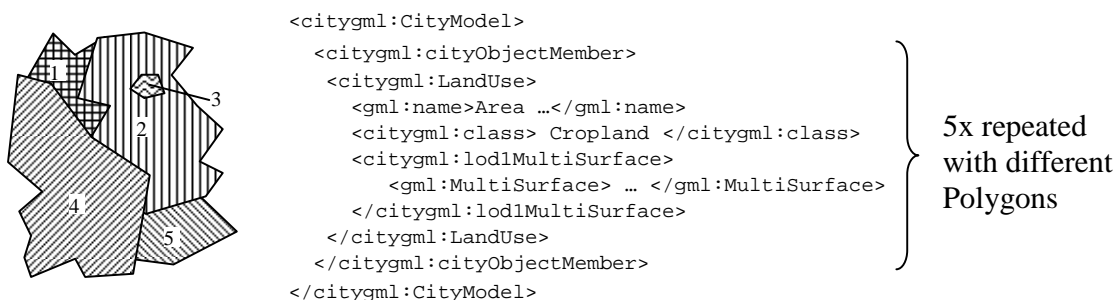 1
3
2
4
5
<citygml:CityModel>
<citygml:cityObjectMember>
<citygml:LandUse>
<gml:name>Area …</gml:name>
<citygml:class> Cropland </citygml:class>
<citygml:lod1MultiSurface>
<gml:MultiSurface> … </gml:MultiSurface>
</citygml:lod1MultiSurface>
</citygml:LandUse>
</citygml:cityObjectMember>
</citygml:CityModel>
5x repeated
with different
Polygons